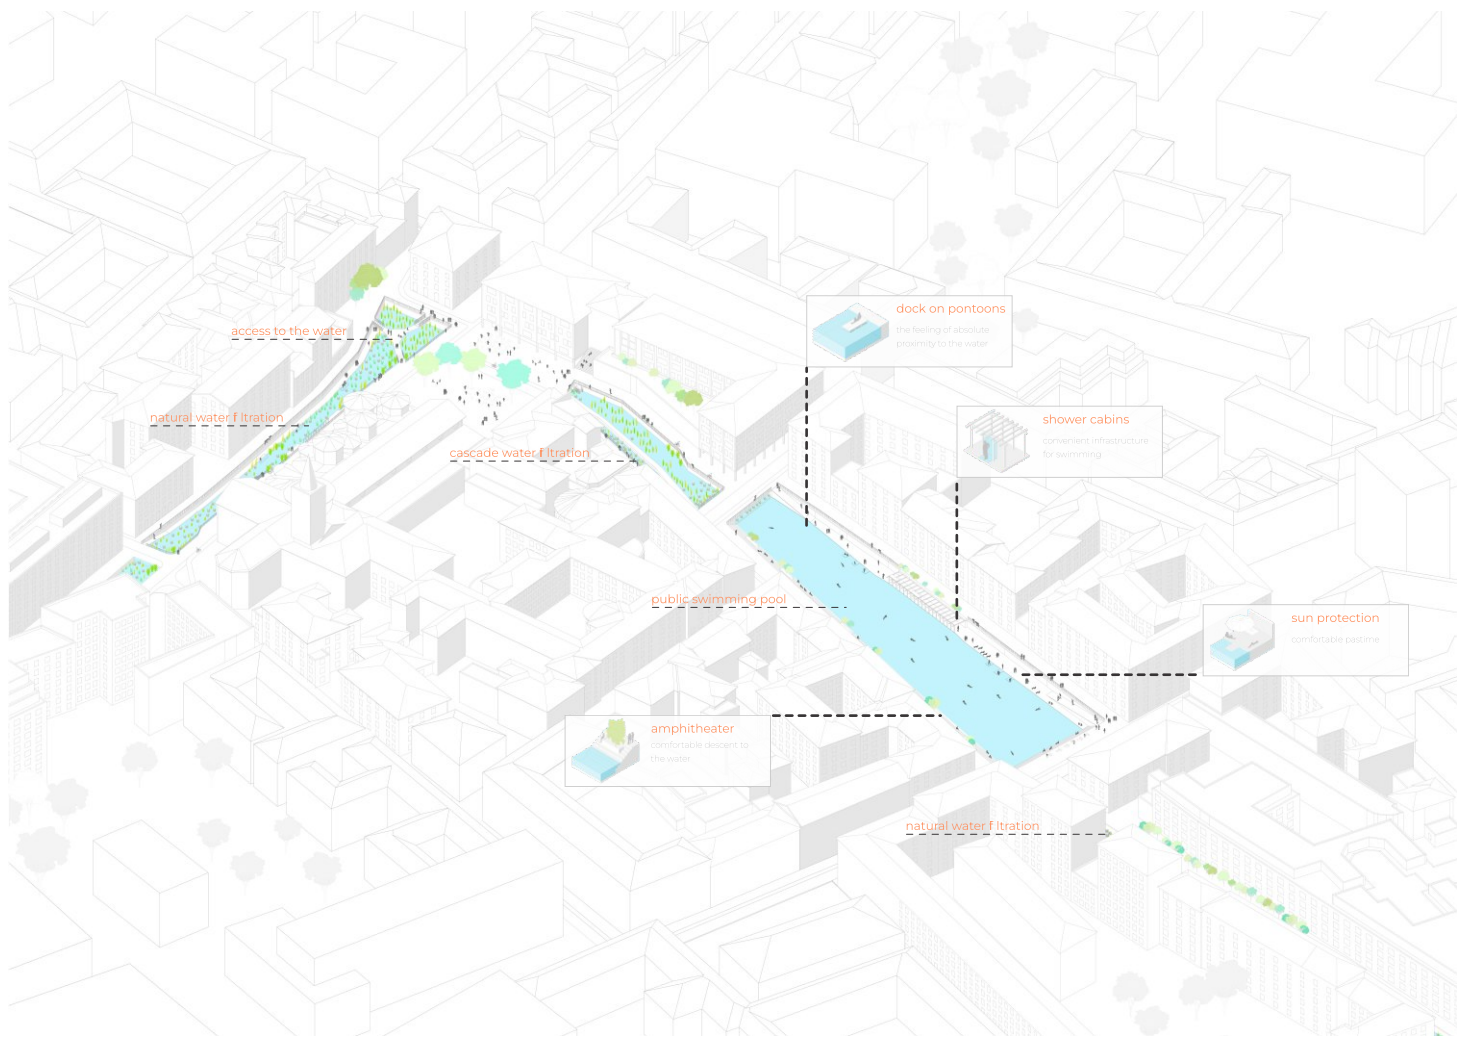 dock on pontoons
the feeling of absolute
proximity to the water
access to the water
natural water f ltration
shower cabins
convenient infrastructure
for swimming
cascade water f ltration
public swimming pool
sun protection
comfortable pastime
amphitheater
comfortable descent to
the water
natural water f ltration